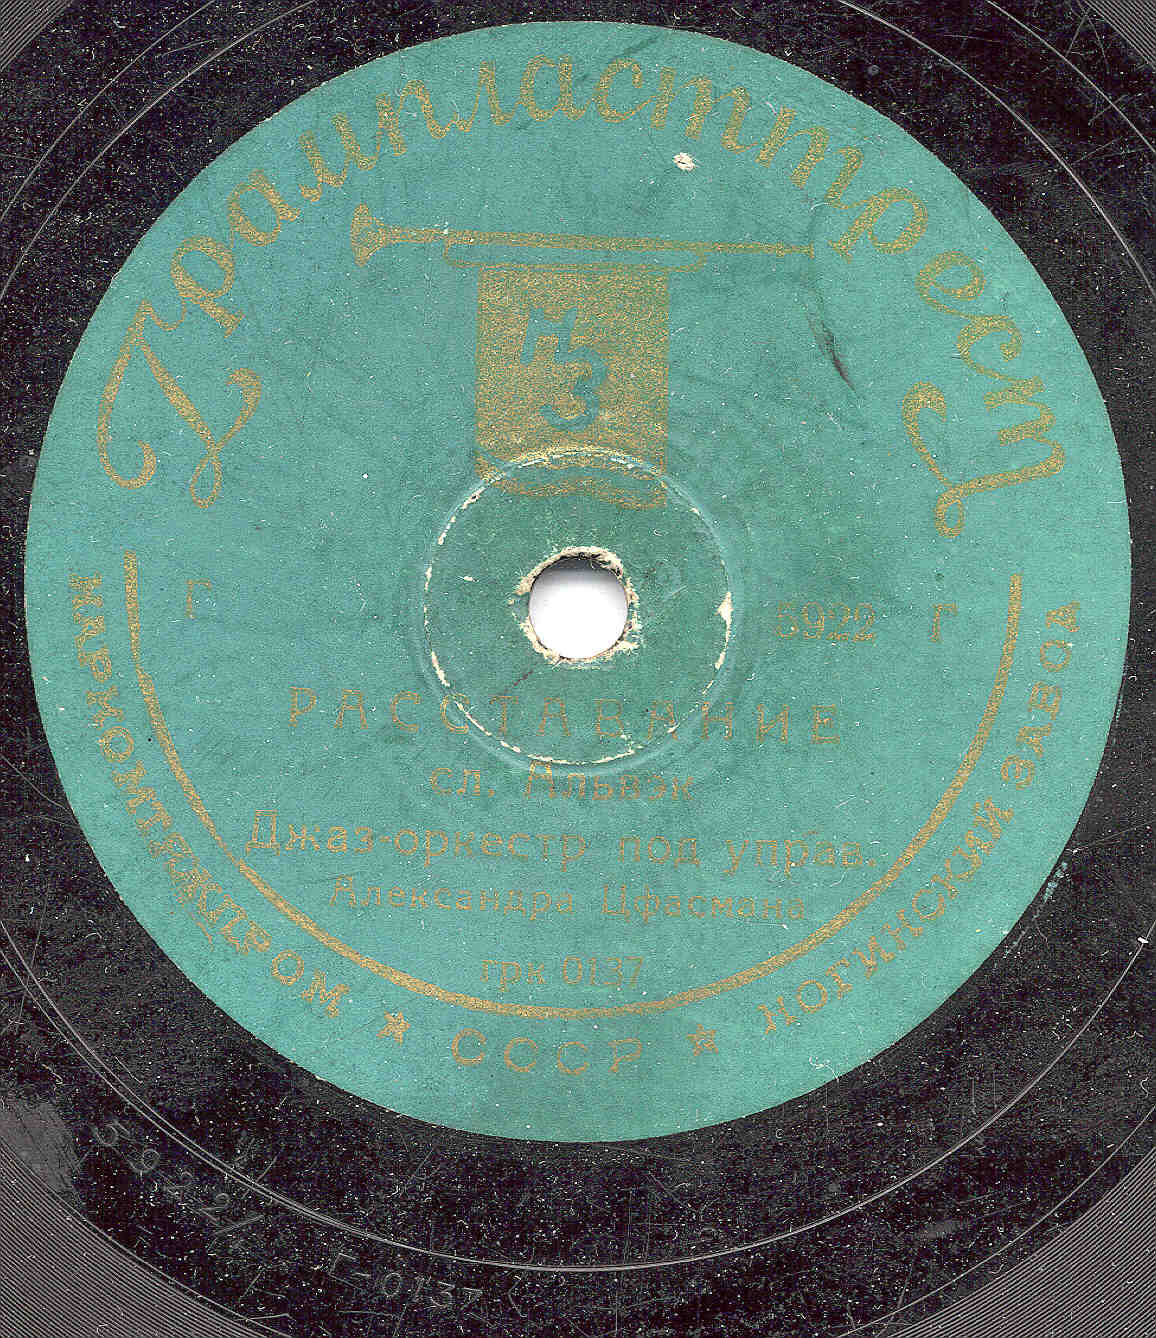 Грампласттрест
НЗ
Г
5922 Г
РАССТАВАНИЕ
сл. Альвэк
Джаз-оркестр под управ.
Александра Цфасмана
грк 0137
НАРКОМТЯЖПРОМ ★ СССР ★ НОГИНСКИЙ ЗАВОД
5922
Г-0137